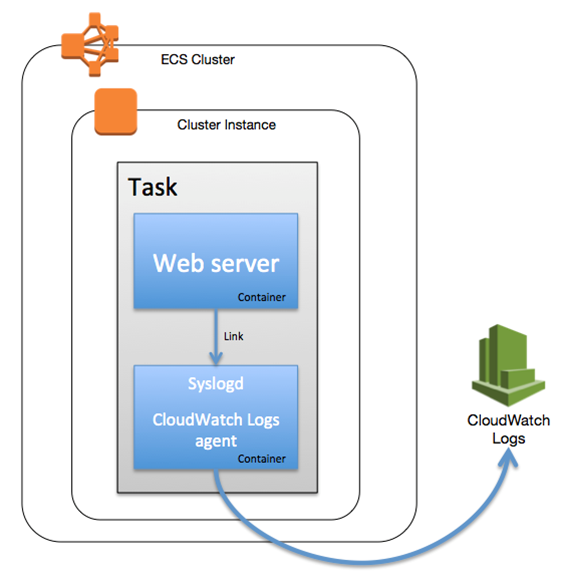 ECS Cluster
Cluster Instance
Task
Web server
Container
Link
Syslogd
CloudWatch Logs
agent
Container
CloudWatch
Logs